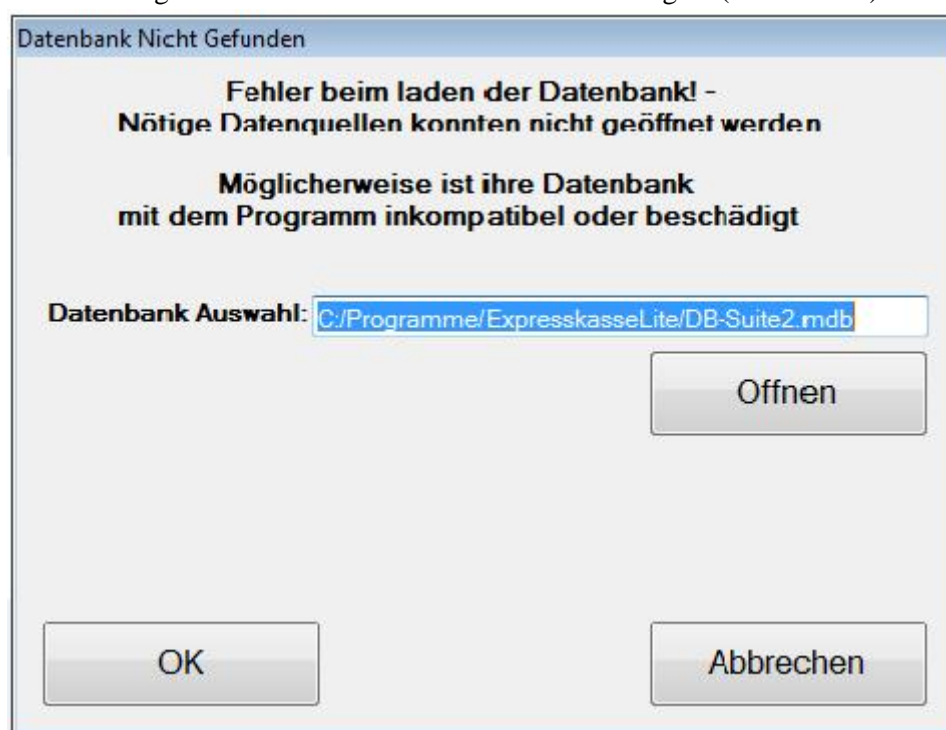 Datenbank Nicht Gefunden
Fehler beim laden der Datenbank! -
Nötige Datenquellen konnten nicht geöffnet werden
Möglicherweise ist ihre Datenbank
mit dem Programm inkompatibel oder beschädigt
Datenbank Auswahl: C:/Programme/ExpresskasseLite/DB-Suite2.mdb
Offnen
OK
Abbrechen